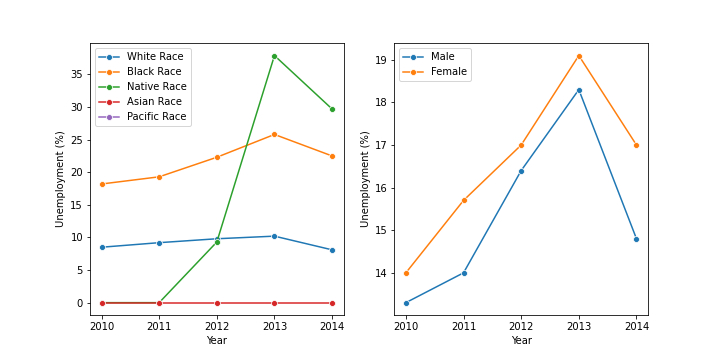 White Race
Black Race
Native Race
Asian Race
Pacific Race
35
30
25
20
15
10
5
0
Unemployment (%)
2010 2011 2012 2013 2014
Year
Male
Female
19
18
17
16
15
14
Unemployment (%)
2010 2011 2012 2013 2014
Year